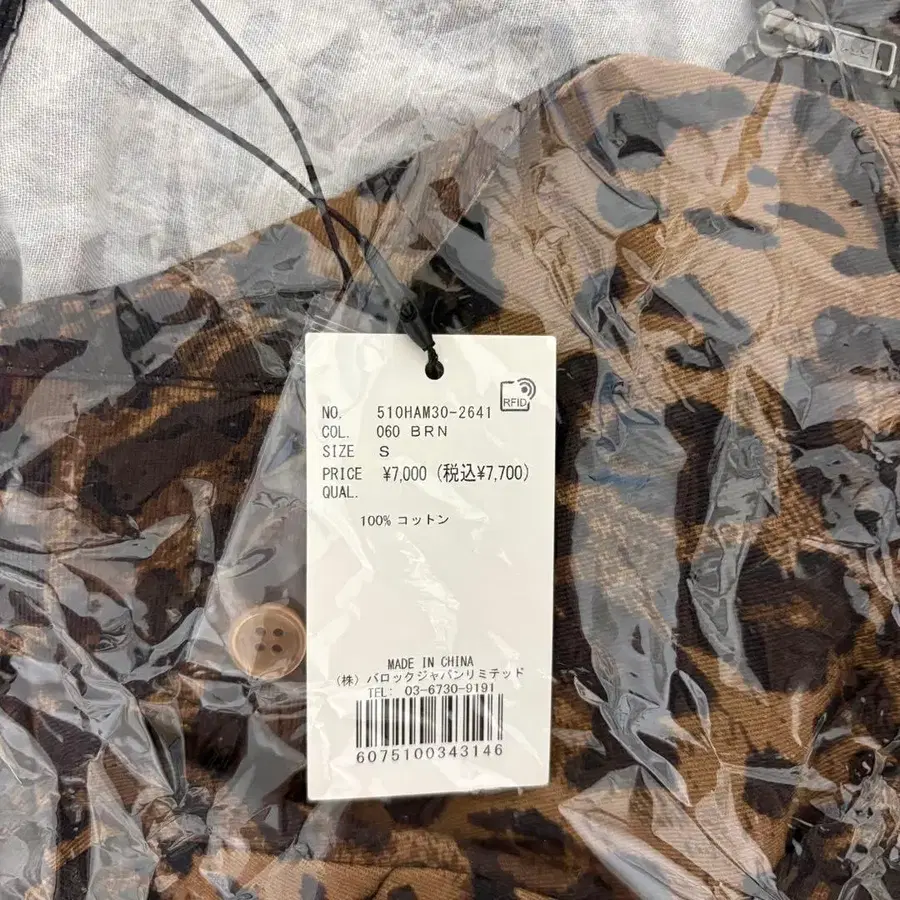 RFID
NO. 510HAM30-2641
COL. 060 BRN
SIZE S
PRICE ¥7,000 (税込¥7,700)
QUAL.
100% コットン
MADE IN CHINA
(株) バロックジャパンリミテッド
TEL: 03-6730-9191
6075100343146